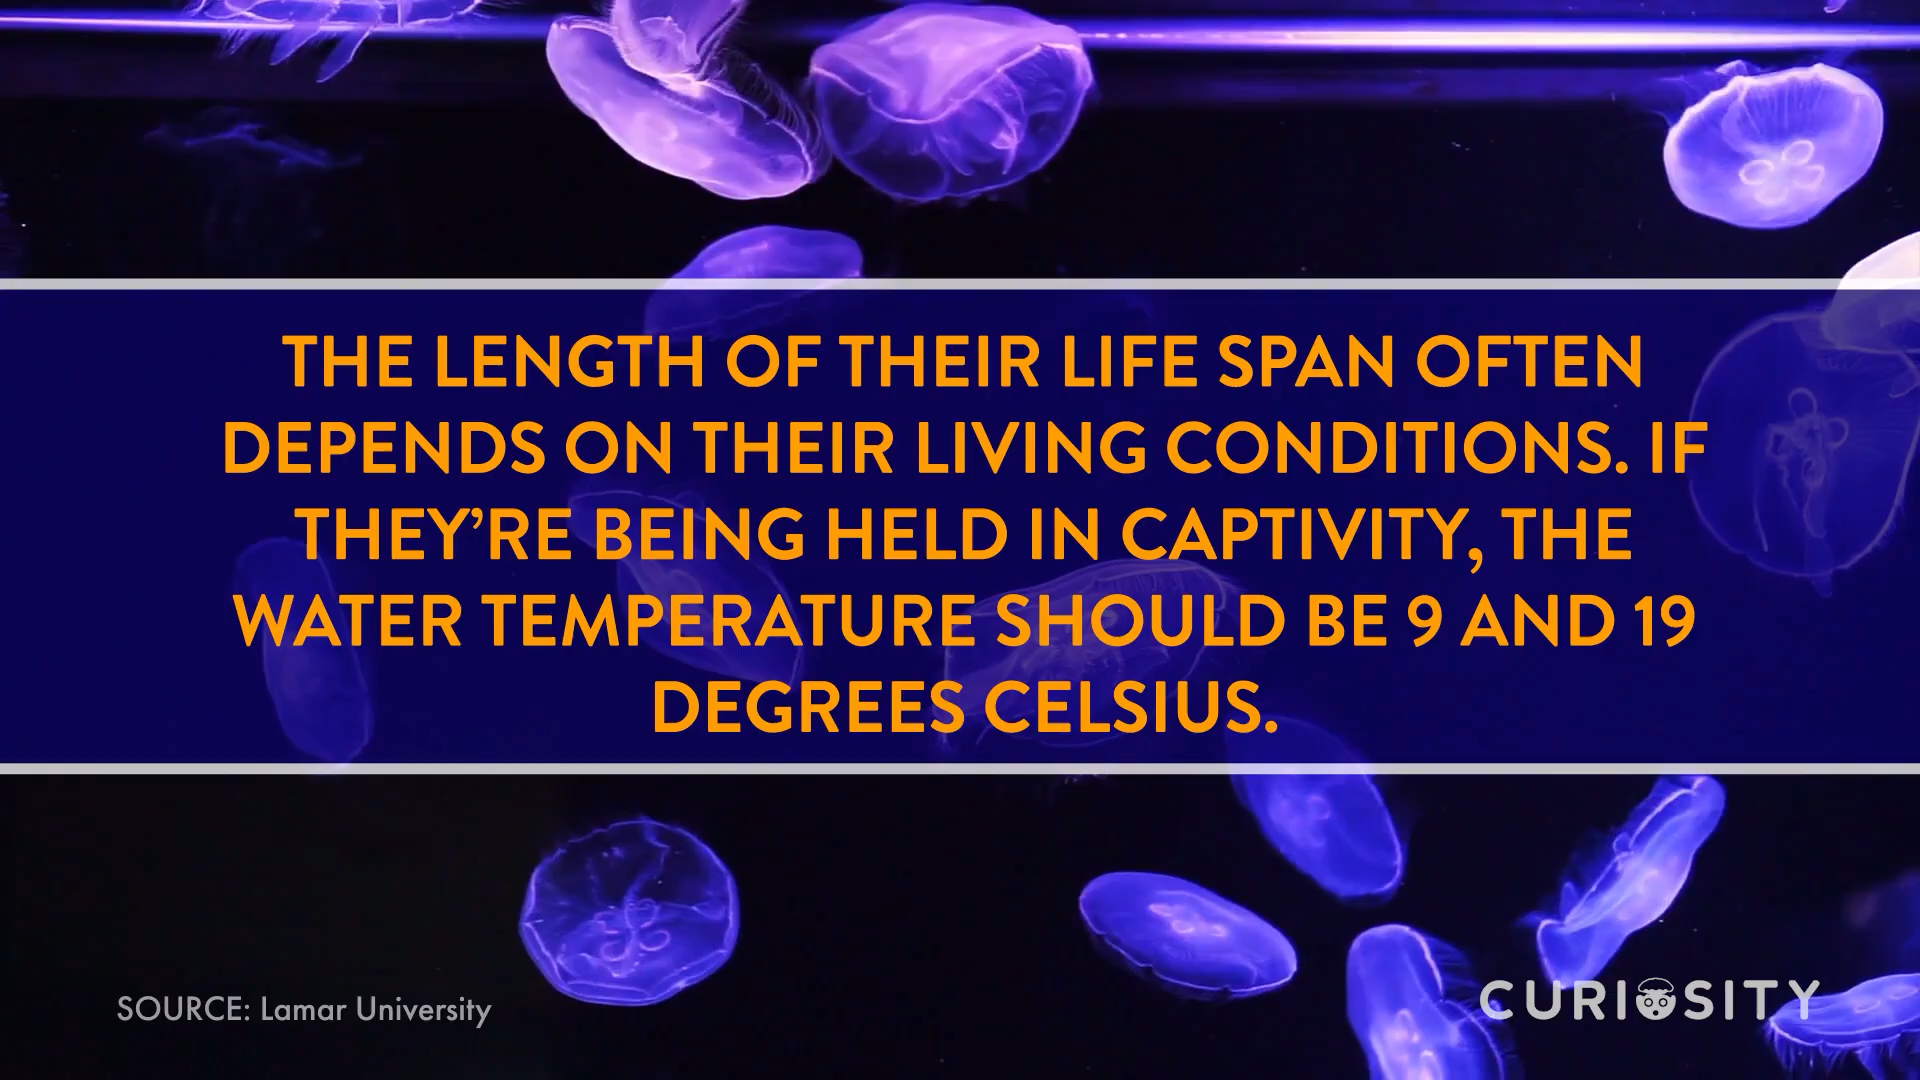 THE LENGTH OF THEIR LIFE SPAN OFTEN
DEPENDS ON THEIR LIVING CONDITIONS. IF
THEY’RE BEING HELD IN CAPTIVITY, THE
WATER TEMPERATURE SHOULD BE 9 AND 19
DEGREES CELSIUS.
SOURCE: Lamar University
CURIOSITY